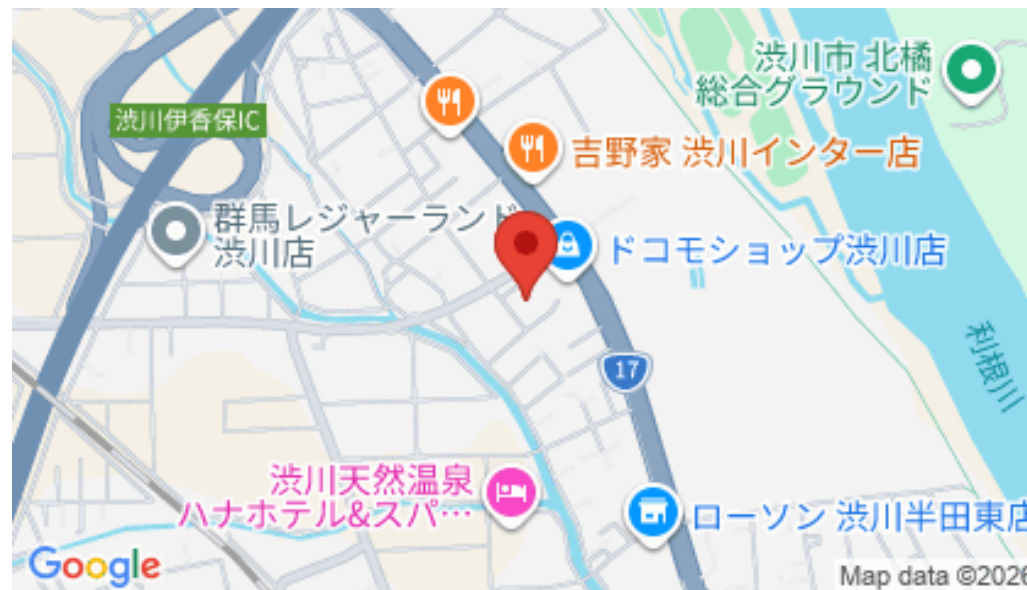 渋川市 北橘
総合グラウンド
渋川伊香保IC
吉野家 渋川インター店
群馬レジャーランド
渋川店
ドコモショップ渋川店
利根川
17
渋川天然温泉
ハナホテル&スパ…
ローソン 渋川半田東店
Google
Map data ©2026